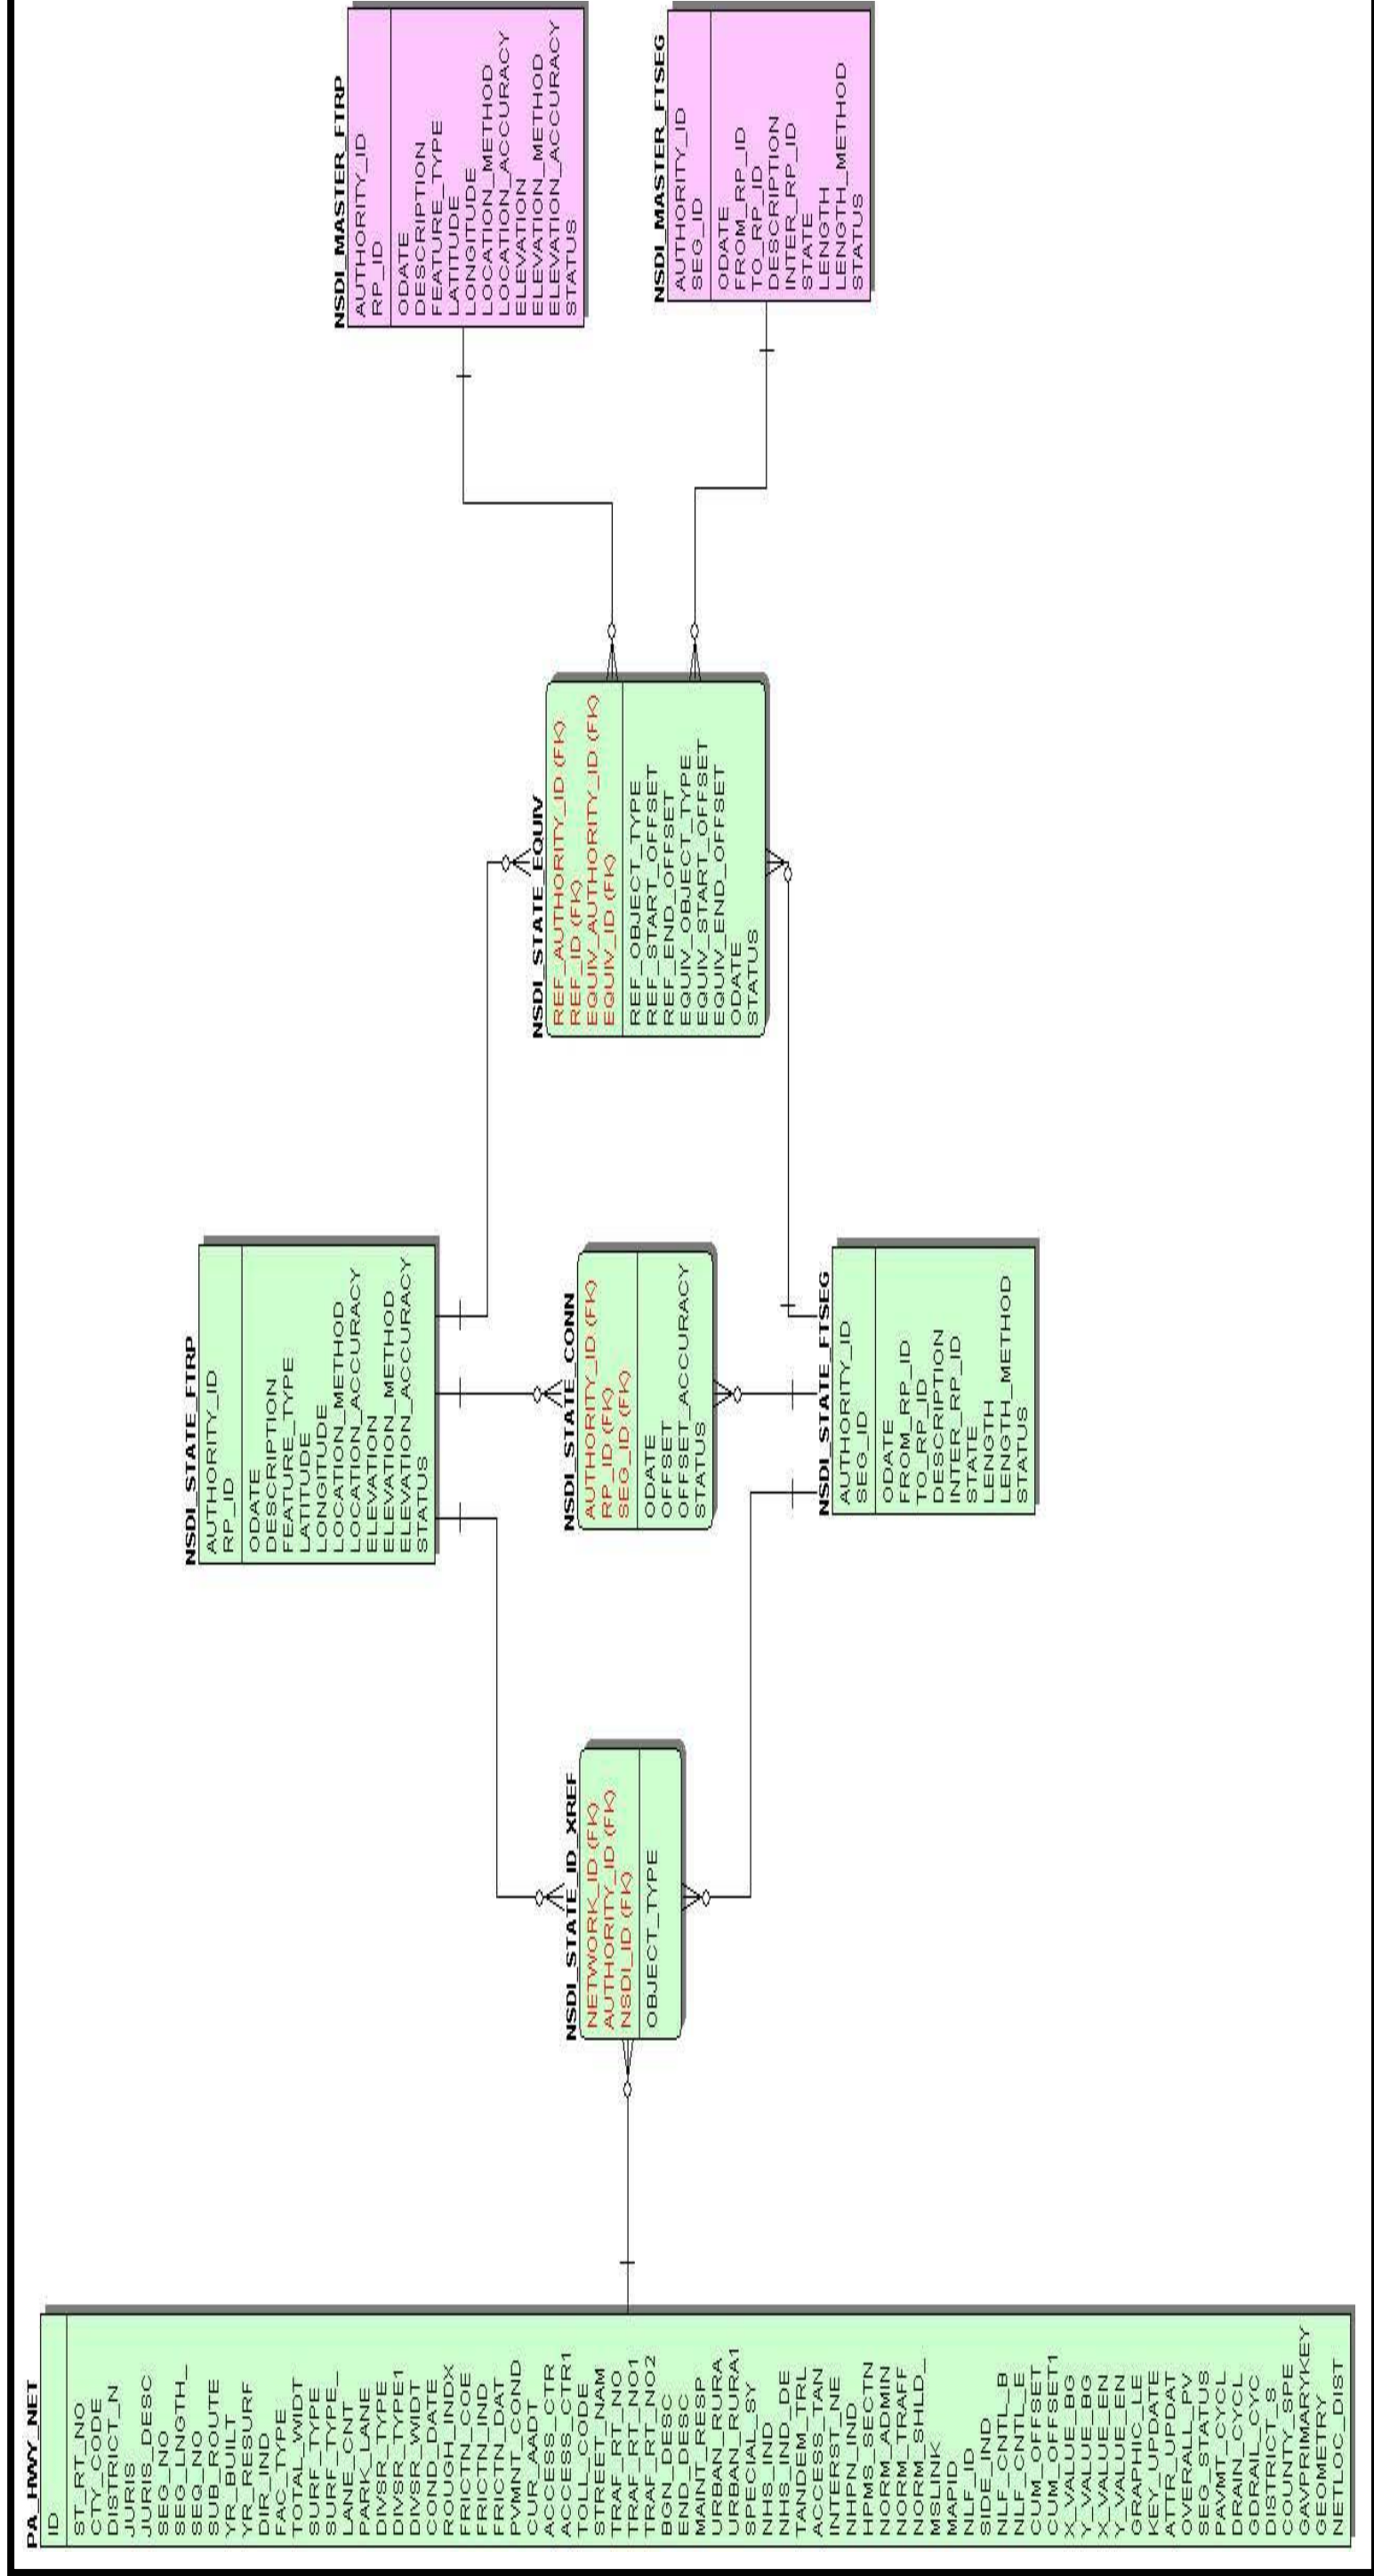 PA_HWY_NET
ID
ST_RT_NO
CTY_CODE
DISTRICT_N
JURIS
JURIS_DESC
SEG_NO
SEG_LNGTH_
SEQ_NO
SUB_ROUTE
YR_BUILT
YR_RESURF
DIR_IND
FAC_TYPE
TOTAL_WIDT
SURF_TYPE
SURF_TYPE_
LANE_CNT
PARK_LANE
DIVSR_TYPE
DIVSR_TYPE1
DIVSR_WIDT
COND_DATE
ROUGH_INDX
FRICTN_COE
FRICTN_IND
FRICTN_DAT
PVMNT_COND
CUR_AADT
ACCESS_CTR
ACCESS_CTR1
TOLL_CODE
STREET_NAM
TRAF_RT_NO
TRAF_RT_NO1
TRAF_RT_NO2
BGN_DESC
END_DESC
MAINT_RESP
URBAN_RURA
URBAN_RURA1
SPECIAL_SY
NHS_IND
NHS_IND_DE
TANDEM_TRL
ACCESS_TAN
INTERST_NE
NHPN_IND
HPMS_SECTN
NORM_ADMIN
NORM_TRAFF
NORM_SHLD_
MSLINK
MAPID
NLF_ID
SIDE_IND
NLF_CNTL_B
NLF_CNTL_E
CUM_OFFSET
CUM_OFFSET1
X_VALUE_BG
Y_VALUE_BG
X_VALUE_EN
Y_VALUE_EN
GRAPHIC_LE
KEY_UPDATE
ATTR_UPDAT
OVERALL_PV
SEG_STATUS
PAVMT_CYCL
DRAIN_CYCL
GDRAIL_CYC
DISTRICT_S
COUNTY_SPE
GAVPRIMARYKEY
GEOMETRY
NETLOC_DIST
NSDI_STATE_ID_XREF
NETWORK_ID (FK)
AUTHORITY_ID (FK)
NSDI_ID (FK)
OBJECT_TYPE
NSDI_STATE_FTRP
AUTHORITY_ID
RP_ID
ODATE
DESCRIPTION
FEATURE_TYPE
LATITUDE
LONGITUDE
LOCATION_METHOD
LOCATION_ACCURACY
ELEVATION
ELEVATION_METHOD
ELEVATION_ACCURACY
STATUS
NSDI_STATE_CONN
AUTHORITY_ID (FK)
RP_ID (FK)
SEG_ID (FK)
ODATE
OFFSET
OFFSET_ACCURACY
STATUS
NSDI_STATE_FTSEG
AUTHORITY_ID
SEG_ID
ODATE
FROM_RP_ID
TO_RP_ID
DESCRIPTION
INTER_RP_ID
STATE
LENGTH
LENGTH_METHOD
STATUS
NSDI_STATE_EQUIV
REF_AUTHORITY_ID (FK)
REF_ID (FK)
EQUIV_AUTHORITY_ID (FK)
EQUIV_ID (FK)
REF_OBJECT_TYPE
REF_START_OFFSET
REF_END_OFFSET
EQUIV_OBJECT_TYPE
EQUIV_START_OFFSET
EQUIV_END_OFFSET
ODATE
STATUS
NSDI_MASTER_FTRP
AUTHORITY_ID
RP_ID
ODATE
DESCRIPTION
FEATURE_TYPE
LATITUDE
LONGITUDE
LOCATION_METHOD
LOCATION_ACCURACY
ELEVATION
ELEVATION_METHOD
ELEVATION_ACCURACY
STATUS
NSDI_MASTER_FTSEG
AUTHORITY_ID
SEG_ID
ODATE
FROM_RP_ID
TO_RP_ID
DESCRIPTION
INTER_RP_ID
STATE
LENGTH
LENGTH_METHOD
STATUS